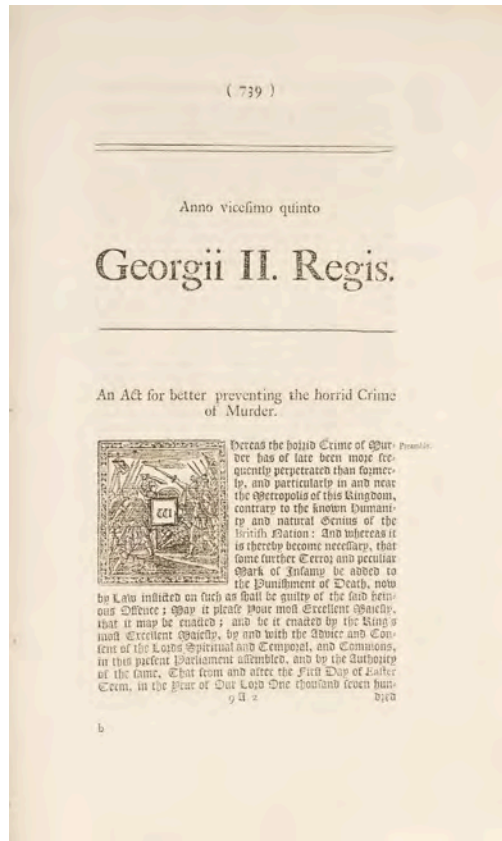 ( 739 )
Anno vicesimo quinto
Georgii II. Regis.
An Act for better preventing the horrid Crime
of Murder.
Whereas the horrid Crime of Mur- Preamble.
der has of late been more fre-
quently perpetrated than former-
ly, and particularly in and near
the Metropolis of this Kingdom,
contrary to the known Humani-
ty and natural Genius of the
British Nation: And whereas it
is thereby become necessary, that
some further Terror and peculiar
Mark of Infamy be added to
the Punishment of Death, now
by Law inflicted on such as shall be guilty of the said hein-
ous Offence; May it please Your most Excellent Majesty,
that it may be enacted; and be it enacted by the King's
most Excellent Majesty, by and with the Advice and Con-
sent of the Lords Spiritual and Temporal, and Commons,
in this present Parliament assembled, and by the Authority
of the same, That from and after the First Day of Easter
Term, in the Year of Our Lord One thousand seven hun-
9 A 2 dred
b